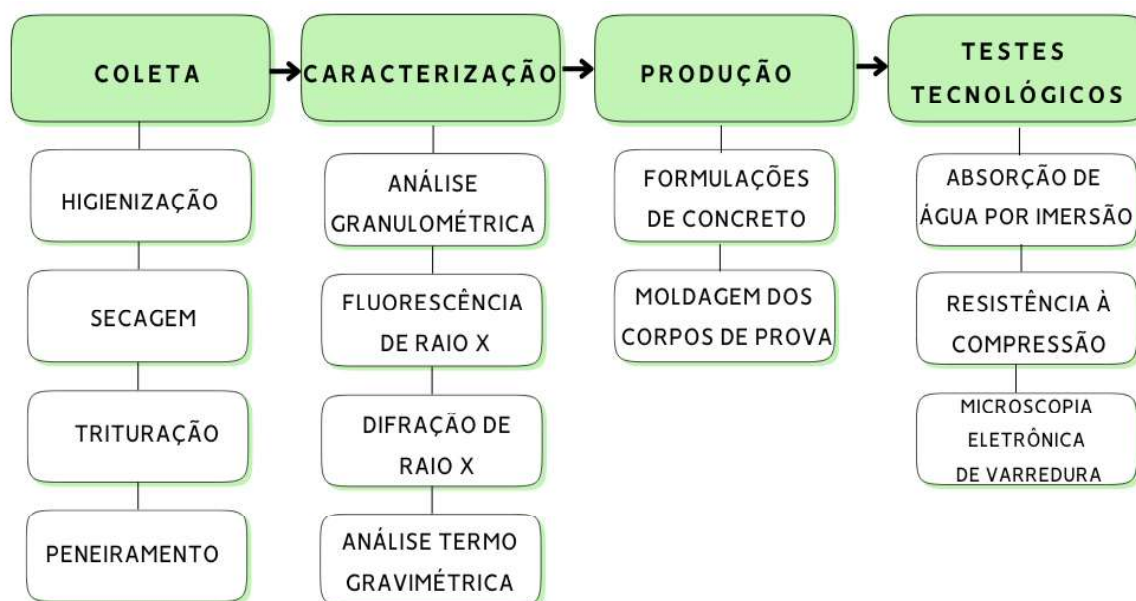 COLETA
HIGIENIZAÇÃO
SECAGEM
TRITURAÇÃO
PENEIRAMENTO
CARACTERIZAÇÃO
ANÁLISE
GRANULOMÉTRICA
FLUORESCÊNCIA
DE RAIO X
DIFRAÇÃO DE
RAIO X
ANÁLISE TERMO
GRAVIMÉTRICA
PRODUÇÃO
FORMULAÇÕES
DE CONCRETO
MOLDAGEM DOS
CORPOS DE PROVA
TESTES
TECNOLÓGICOS
ABSORÇÃO DE
ÁGUA POR IMERSÃO
RESISTÊNCIA À
COMPRESSÃO
MICROSCOPIA
ELETRÔNICA
DE VARREDURA